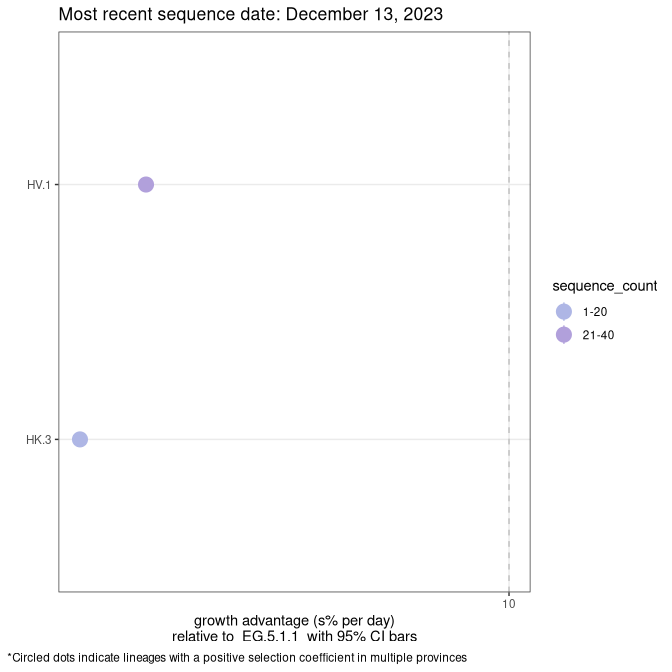 Most recent sequence date: December 13, 2023
HV.1
HK.3
sequence_count
1-20
21-40
10
growth advantage (s% per day)
relative to EG.5.1.1 with 95% CI bars
*Circled dots indicate lineages with a positive selection coefficient in multiple provinces